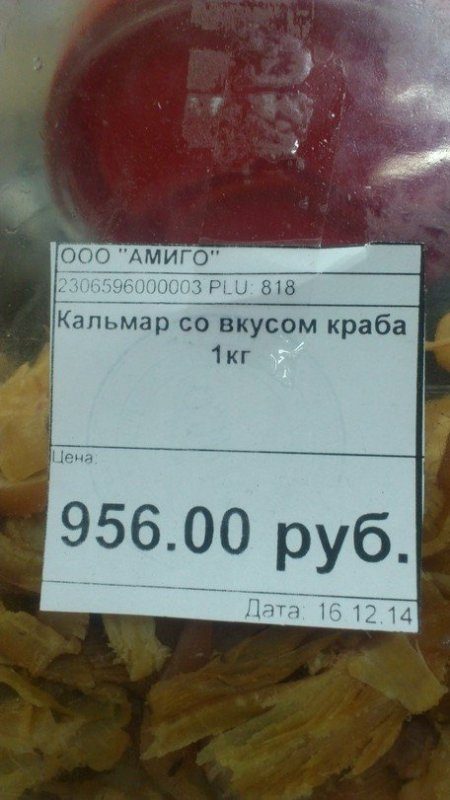 ООО "АМИГО"
2306596000003 PLU: 818
Кальмар со вкусом краба
1кг
Цена:
956.00 руб.
Дата: 16.12.14